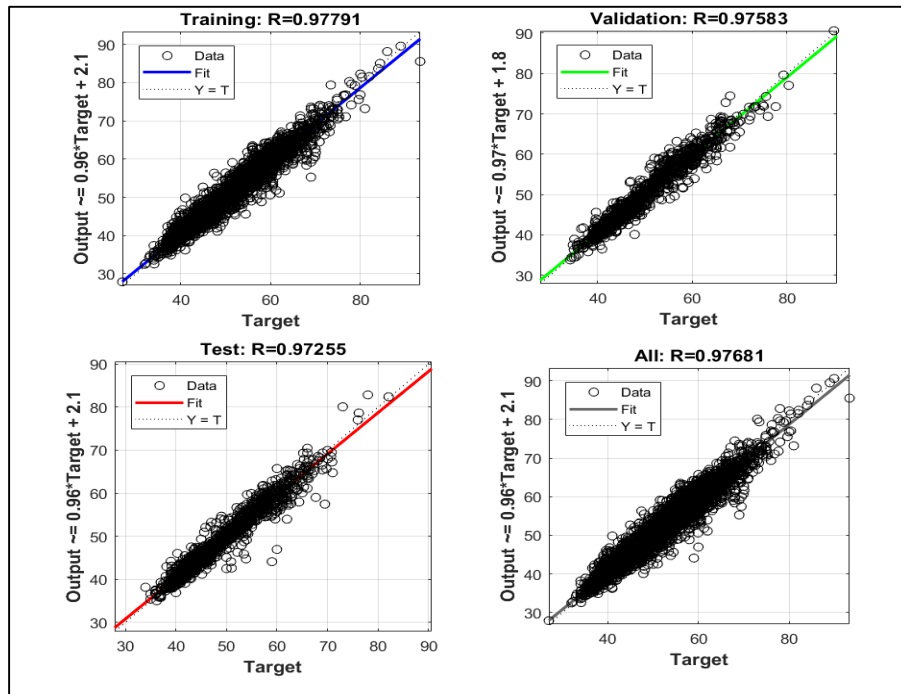 Training: R=0.97791
Output ~= 0.96*Target + 2.1
90
80
70
60
50
40
30
Data
Fit
Y = T
40
60
80
Target
Validation: R=0.97583
Output ~= 0.97*Target + 1.8
90
80
70
60
50
40
30
Data
Fit
Y = T
40
60
80
Target
Test: R=0.97255
Output ~= 0.96*Target + 2.1
90
80
70
60
50
40
30
Data
Fit
Y = T
30
40
50
60
70
80
90
Target
All: R=0.97681
Output ~= 0.96*Target + 2.1
90
80
70
60
50
40
30
Data
Fit
Y = T
40
60
80
Target